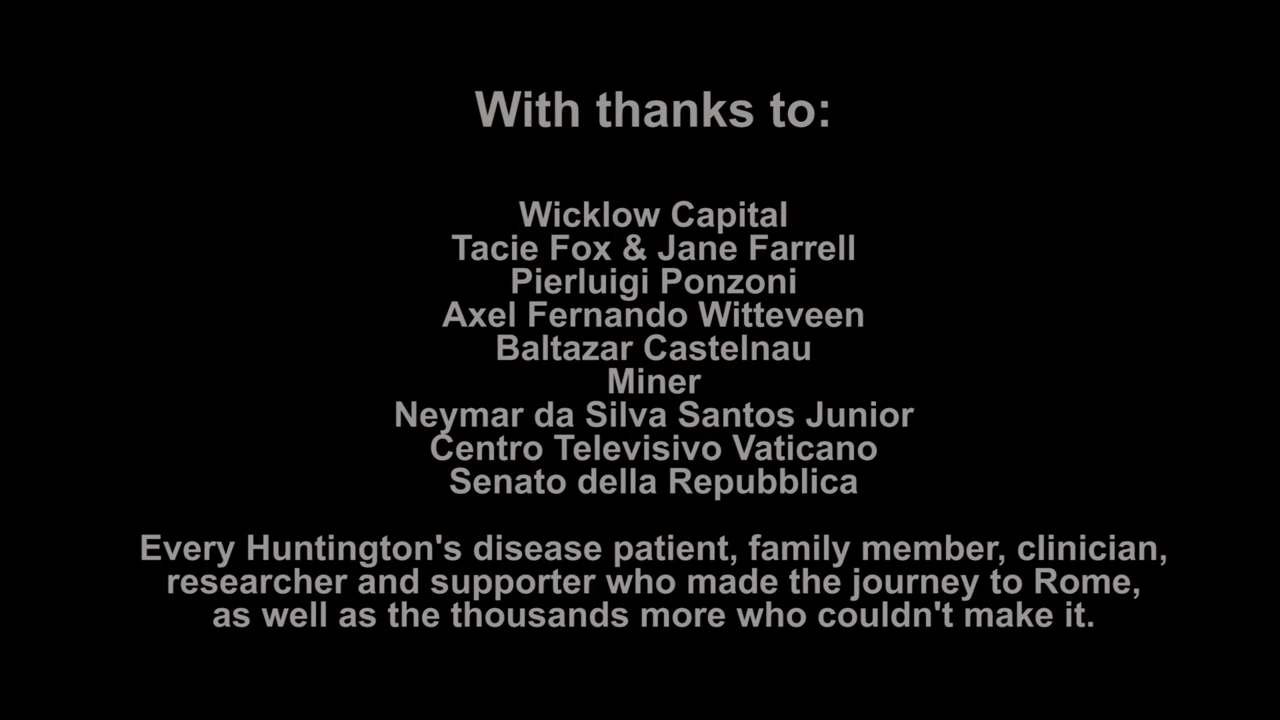 With thanks to:
Wicklow Capital
Tacie Fox & Jane Farrell
Pierluigi Ponzoni
Axel Fernando Witteveen
Baltazar Castelnau
Miner
Neymar da Silva Santos Junior
Centro Televisivo Vaticano
Senato della Repubblica
Every Huntington's disease patient, family member, clinician,
researcher and supporter who made the journey to Rome,
as well as the thousands more who couldn't make it.